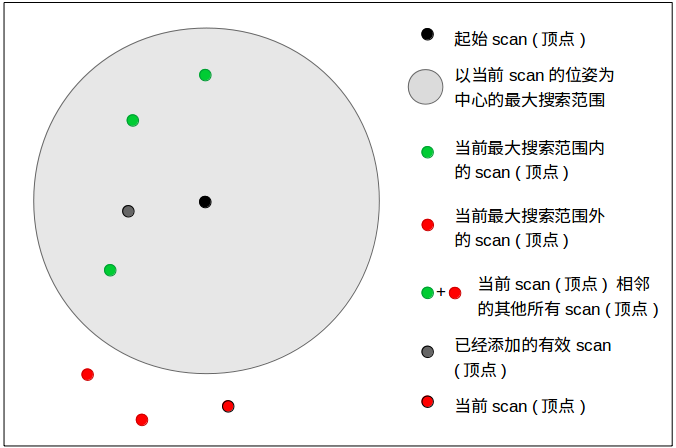 起始 scan ( 顶点 )
以当前 scan 的位姿为
中心的最大搜索范围
当前最大搜索范围内
的 scan ( 顶点 )
当前最大搜索范围外
的 scan ( 顶点 )
+
当前 scan ( 顶点 ) 相邻
的其他所有 scan ( 顶点 )
已经添加的有效 scan
( 顶点 )
当前 scan ( 顶点 )